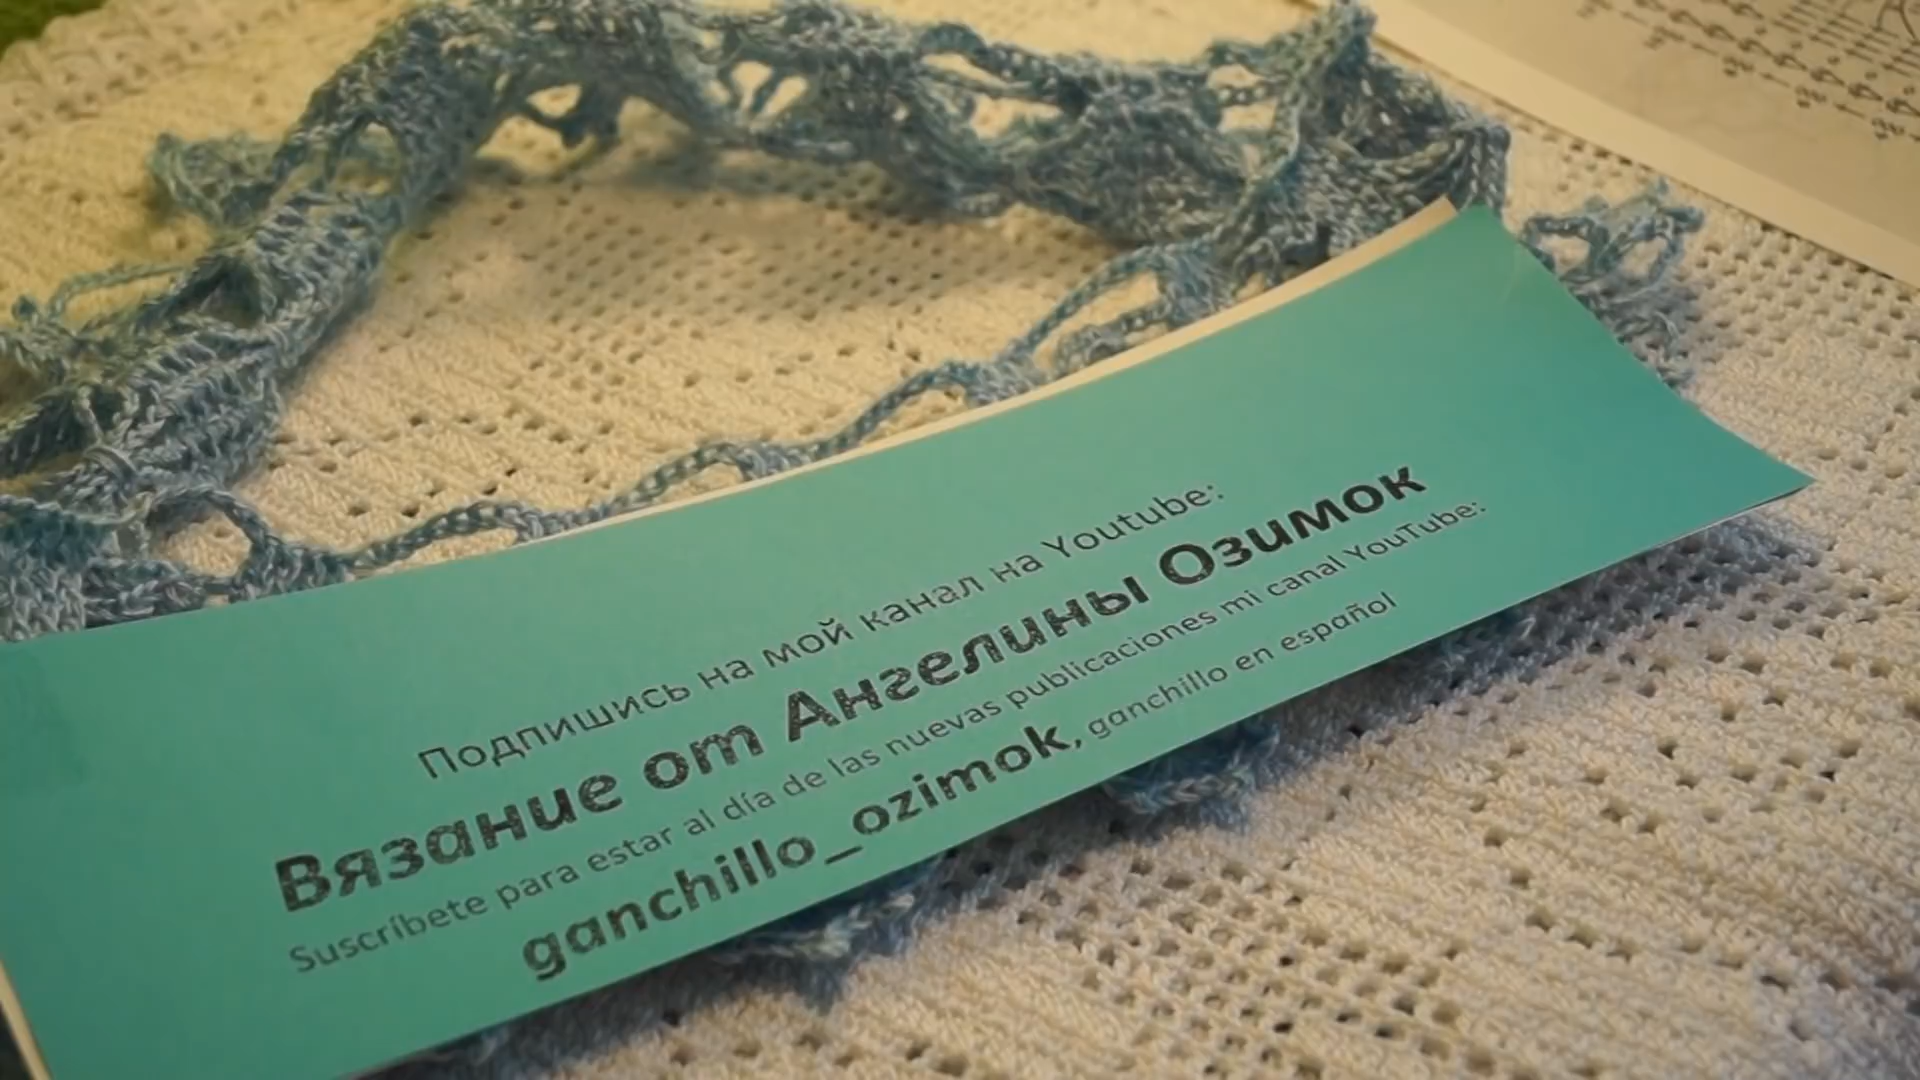 Подпишись на мой канал на Youtube:
Вязание от Ангелины Озимок
Suscríbete para estar al día de las nuevas publicaciones mi canal YouTube:
ganchillo_ozimok, ganchillo en español